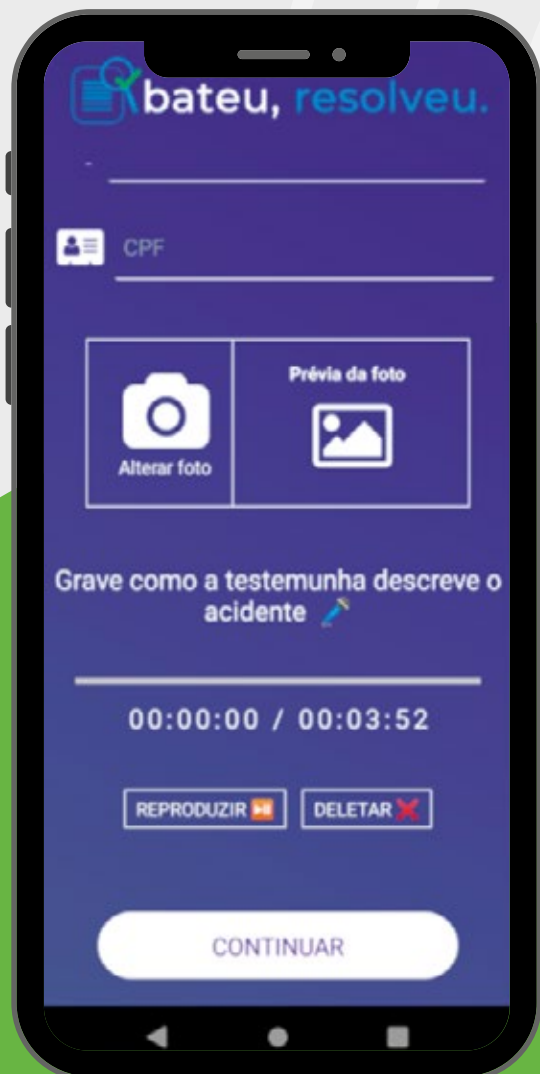 bateu, resolveu.
-
CPF
Prévia da foto
Alterar foto
Grave como a testemunha descreve o
acidente
00:00:00 / 00:03:52
REPRODUZIR DELETAR
CONTINUAR